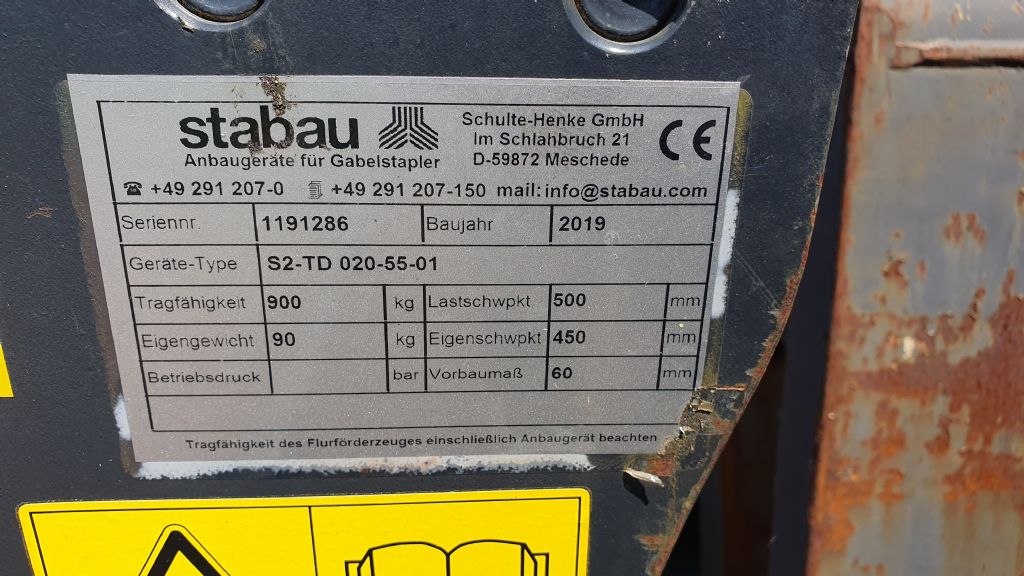 stabau
Anbaugeräte für Gabelstapler
Schulte-Henke GmbH
Im Schlahbruch 21
D-59872 Meschede
CE
☎ +49 291 207-0 +49 291 207-150 mail: info@stabau.com
Seriennr. 1191286 Baujahr 2019
Geräte-Type S2-TD 020-55-01
Tragfähigkeit 900 kg Lastschwpkt 500 mm
Eigengewicht 90 kg Eigenschwpkt 450 mm
Betriebsdruck bar Vorbaumaß 60 mm
Tragfähigkeit des Flurförderzeuges einschließlich Anbaugerät beachten